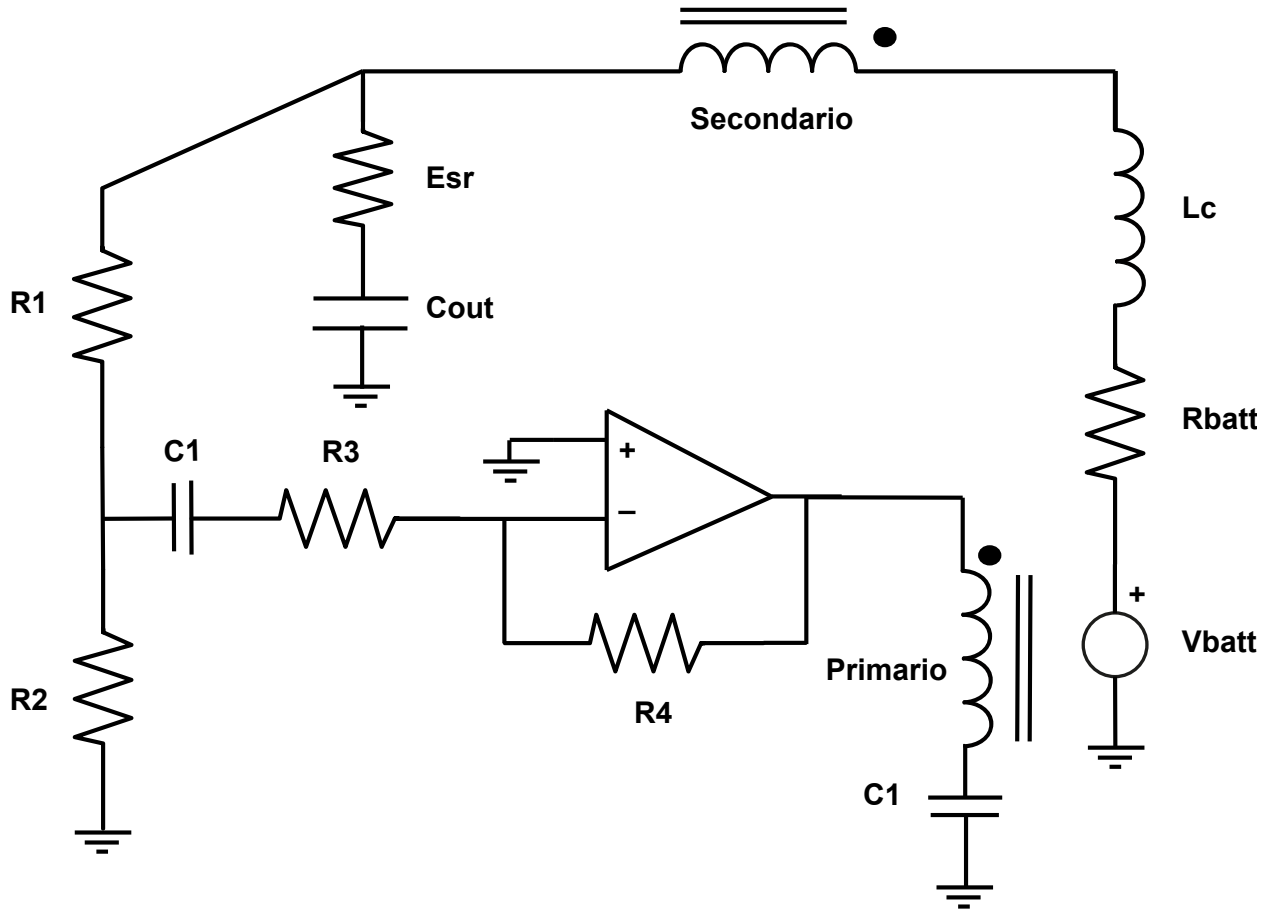 Secondario
Esr
Lc
R1
Cout
Rbatt
C1
R3
+
−
+
Vbatt
Primario
R2
R4
C1